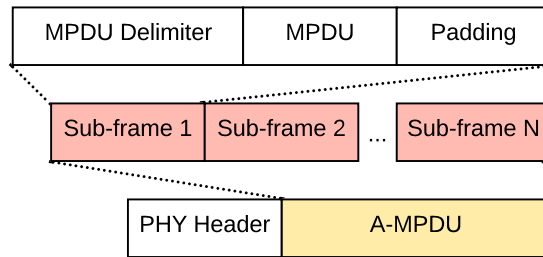 MPDU Delimiter MPDU Padding
Sub-frame 1 Sub-frame 2 ... Sub-frame N
PHY Header A-MPDU